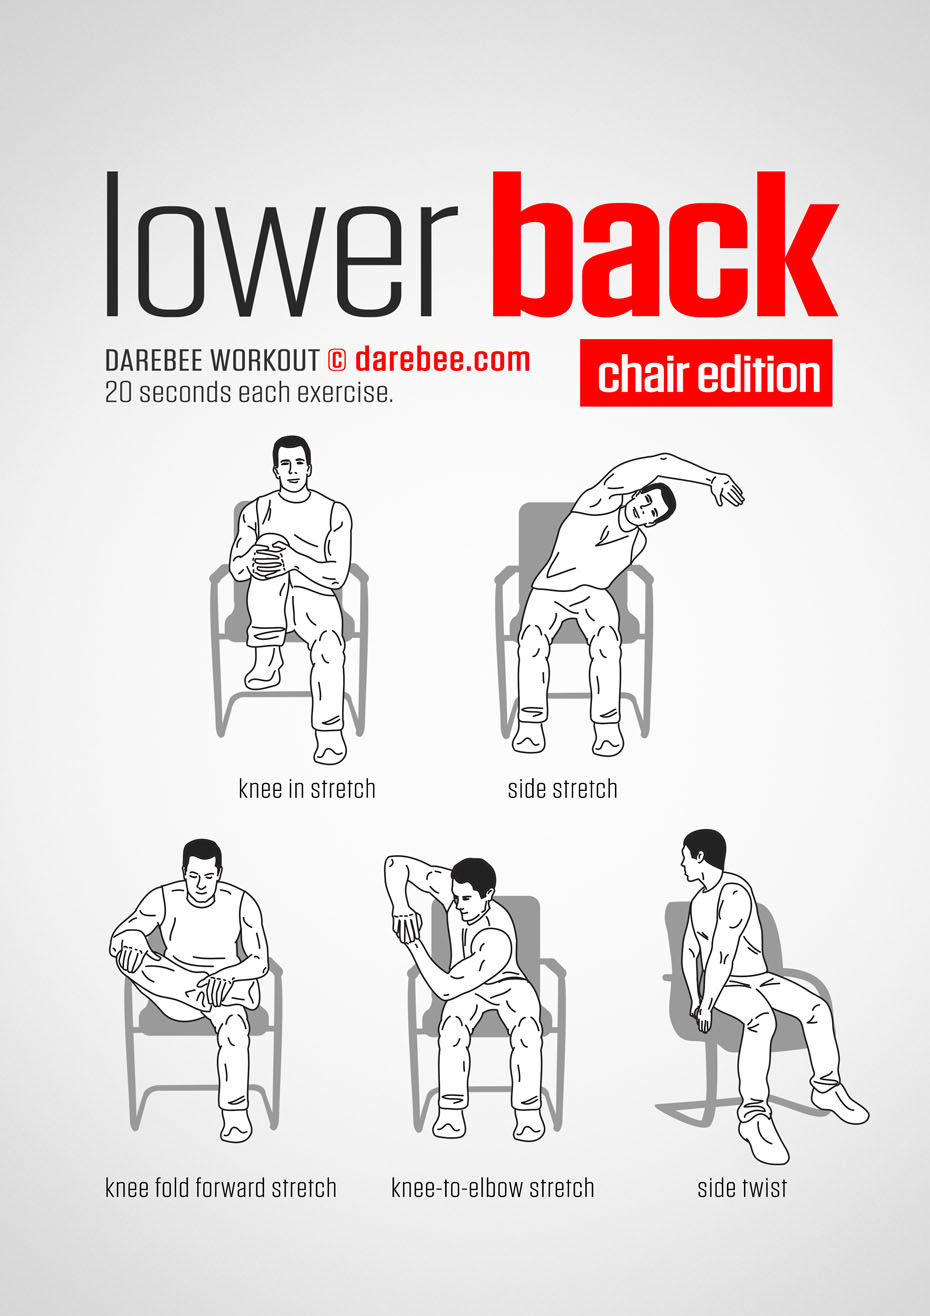 lower back
DAREBEE WORKOUT © darebee.com
20 seconds each exercise.
chair edition
knee in stretch
side stretch
knee fold forward stretch
knee-to-elbow stretch
side twist